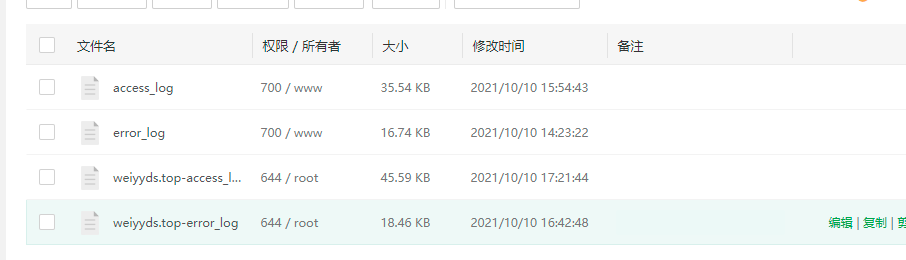 文件名 权限 / 所有者 大小 修改时间 备注
access_log 700 / www 35.54 KB 2021/10/10 15:54:43
error_log 700 / www 16.74 KB 2021/10/10 14:23:22
weiyyds.top-access_l... 644 / root 45.59 KB 2021/10/10 17:21:44
weiyyds.top-error_log 644 / root 18.46 KB 2021/10/10 16:42:48 编辑 | 复制 | 剪